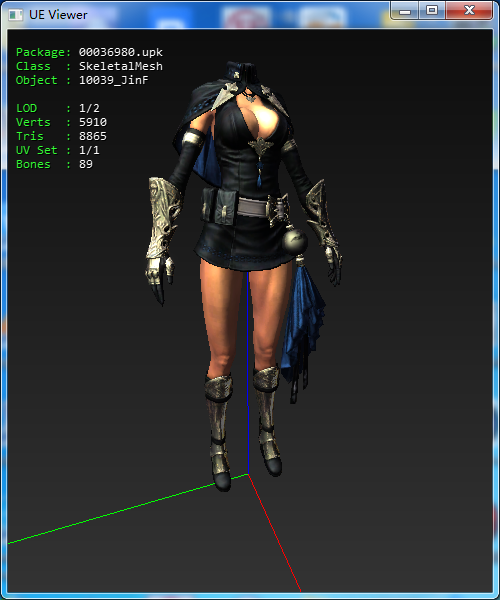 UE Viewer
Package: 00036980.upk
Class : SkeletalMesh
Object : 10039_JinF
LOD : 1/2
Verts : 5910
Tris : 8865
UV Set : 1/1
Bones : 89